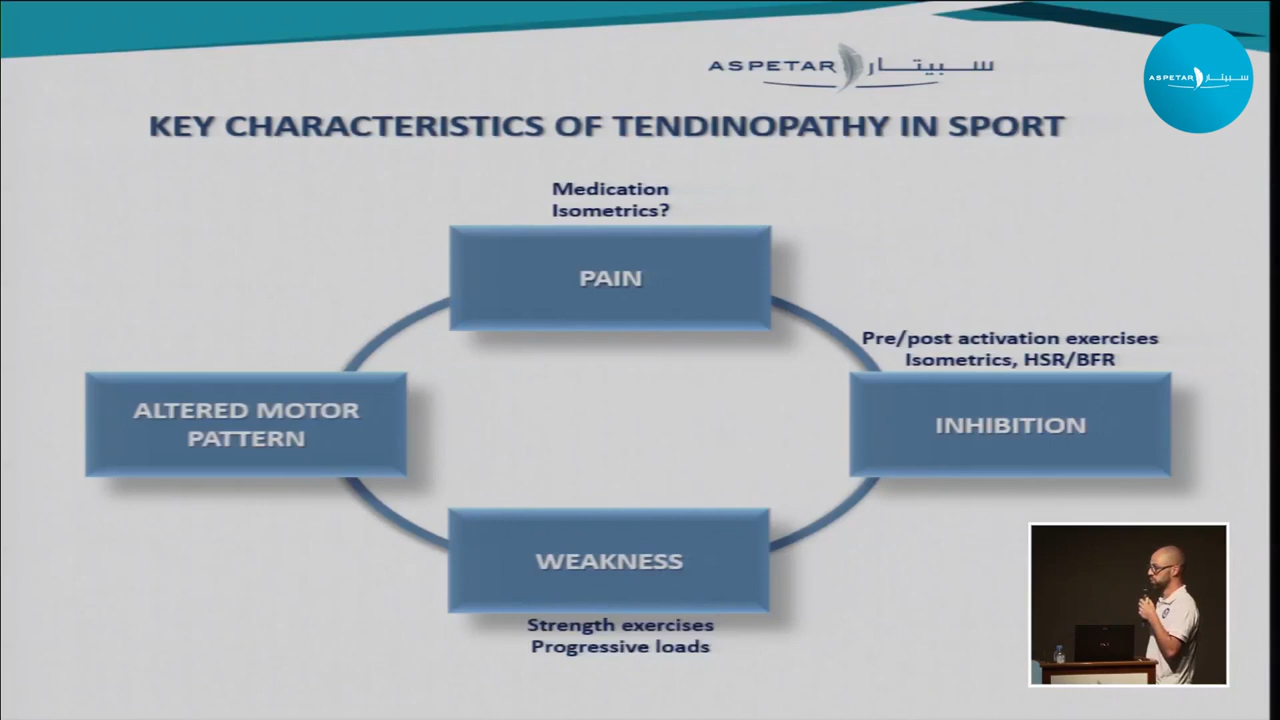 ASPETAR سبيتار
ASPETAR سبيتار
KEY CHARACTERISTICS OF TENDINOPATHY IN SPORT
Medication
Isometrics?
PAIN
Pre/post activation exercises
Isometrics, HSR/BFR
ALTERED MOTOR
PATTERN
INHIBITION
WEAKNESS
Strength exercises
Progressive loads